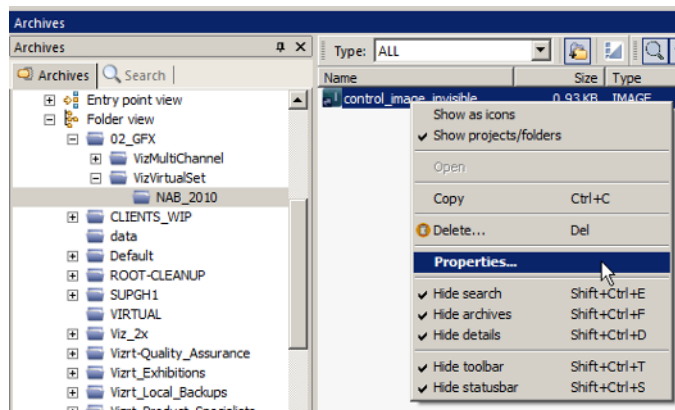 Archives
Archives
Archives Search
Entry point view
Folder view
02_GFX
VizMultiChannel
VizVirtualSet
NAB_2010
CLIENTS_WIP
data
Default
ROOT-CLEANUP
SUPGH1
VIRTUAL
Viz_2x
Vizrt-Quality_Assurance
Vizrt_Exhibitions
Vizrt_Local_Backups
Vizrt_Product_Specialists
Type: ALL
Name Size Type
control_image_invisible 0.93 KB IMAGE
Show as icons
Show projects/folders
Open
Copy Ctrl+C
Delete... Del
Properties...
Hide search Shift+Ctrl+E
Hide archives Shift+Ctrl+F
Hide details Shift+Ctrl+D
Hide toolbar Shift+Ctrl+T
Hide statusbar Shift+Ctrl+S